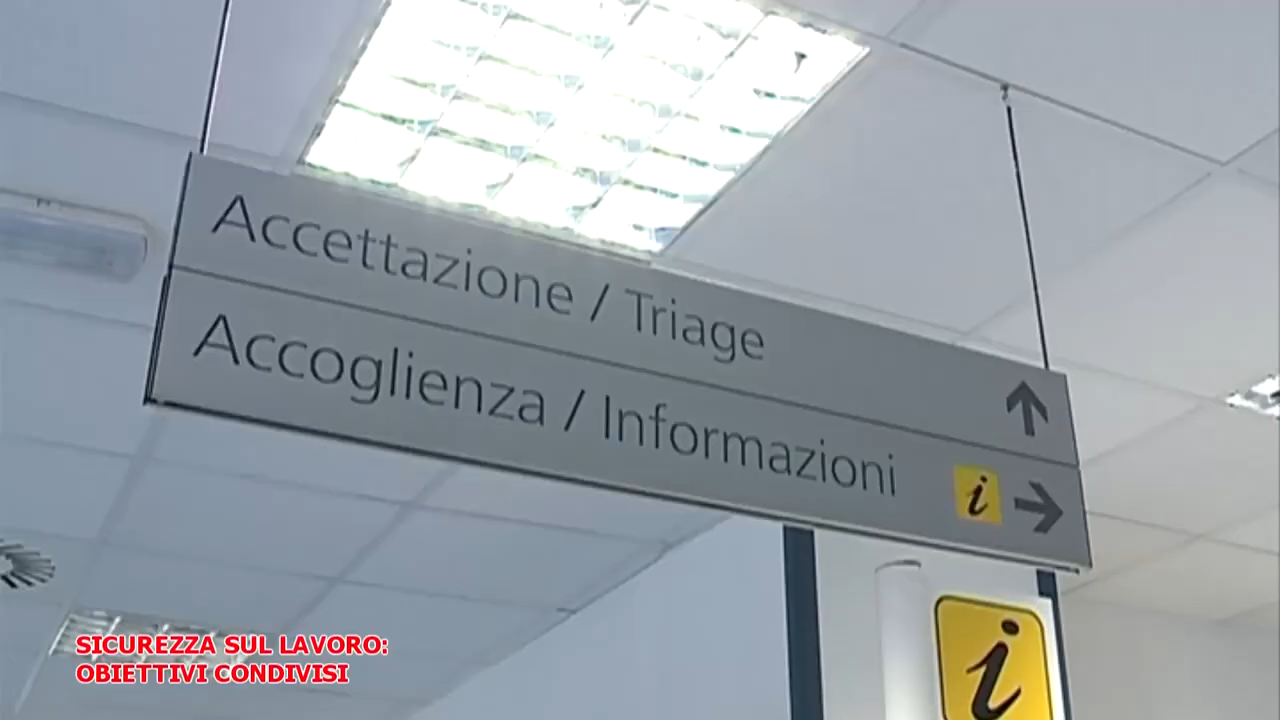 Accettazione / Triage
Accoglienza / Informazioni i
i
SICUREZZA SUL LAVORO:
OBIETTIVI CONDIVISI